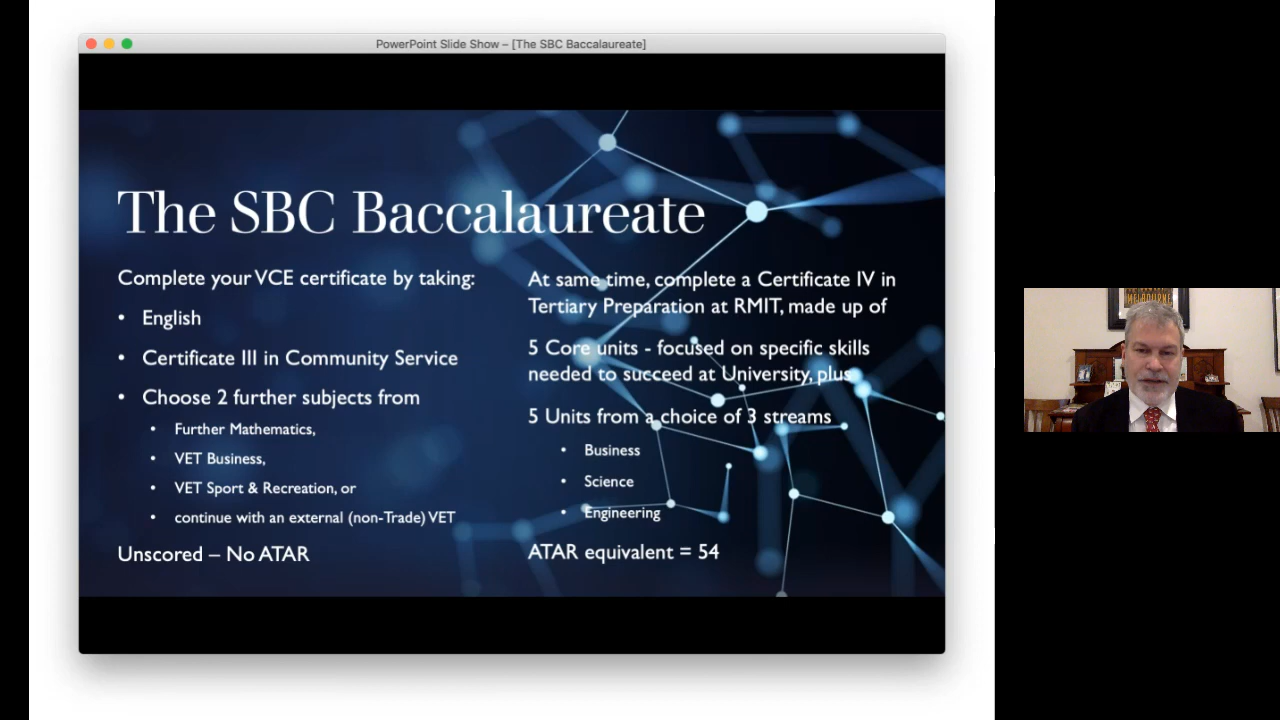 PowerPoint Slide Show – [The SBC Baccalaureate]
The SBC Baccalaureate
Complete your VCE certificate by taking:
• English
• Certificate III in Community Service
• Choose 2 further subjects from
• Further Mathematics,
• VET Business,
• VET Sport & Recreation, or
• continue with an external (non-Trade) VET
Unscored – No ATAR
At same time, complete a Certificate IV in
Tertiary Preparation at RMIT, made up of
5 Core units - focused on specific skills
needed to succeed at University, plus
5 Units from a choice of 3 streams
• Business
• Science
• Engineering
ATAR equivalent = 54
MELBOURNE